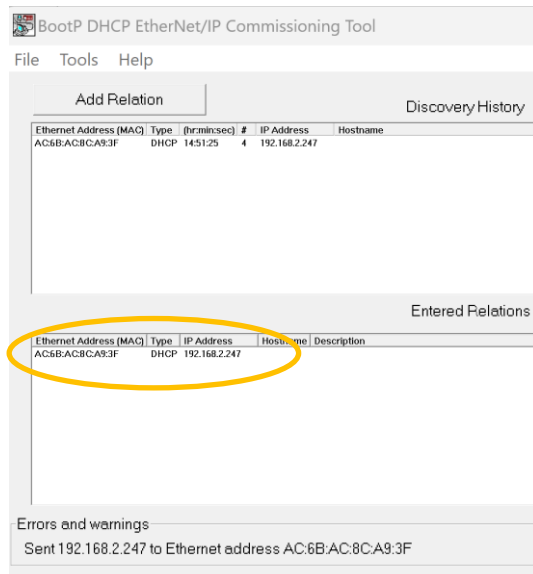 BootP DHCP EtherNet/IP Commissioning Tool
File Tools Help
Add Relation
Discovery History
Ethernet Address (MAC) Type (hr:min:sec) # IP Address Hostname
AC:6B:AC:8C:A9:3F DHCP 14:51:25 4 192.168.2.247
Entered Relations
Ethernet Address (MAC) Type IP Address Hostname Description
AC:6B:AC:8C:A9:3F DHCP 192.168.2.247
Errors and warnings
Sent 192.168.2.247 to Ethernet address AC:6B:AC:8C:A9:3F